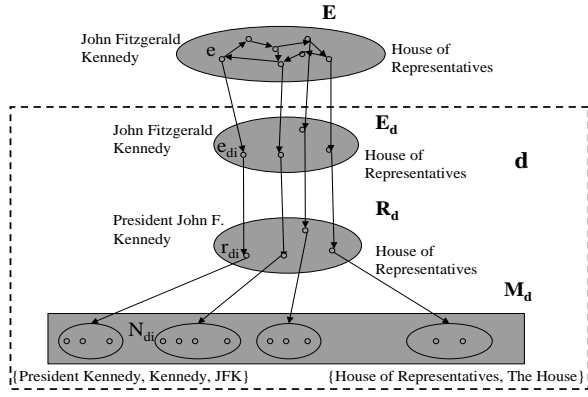 E
John Fitzgerald
Kennedy
e
House of
Representatives
John Fitzgerald
Kennedy
E_d
e_di
House of
Representatives
d
President John F.
Kennedy
R_d
r_di
House of
Representatives
M_d
N_di
{President Kennedy, Kennedy, JFK}
{House of Representatives, The House}